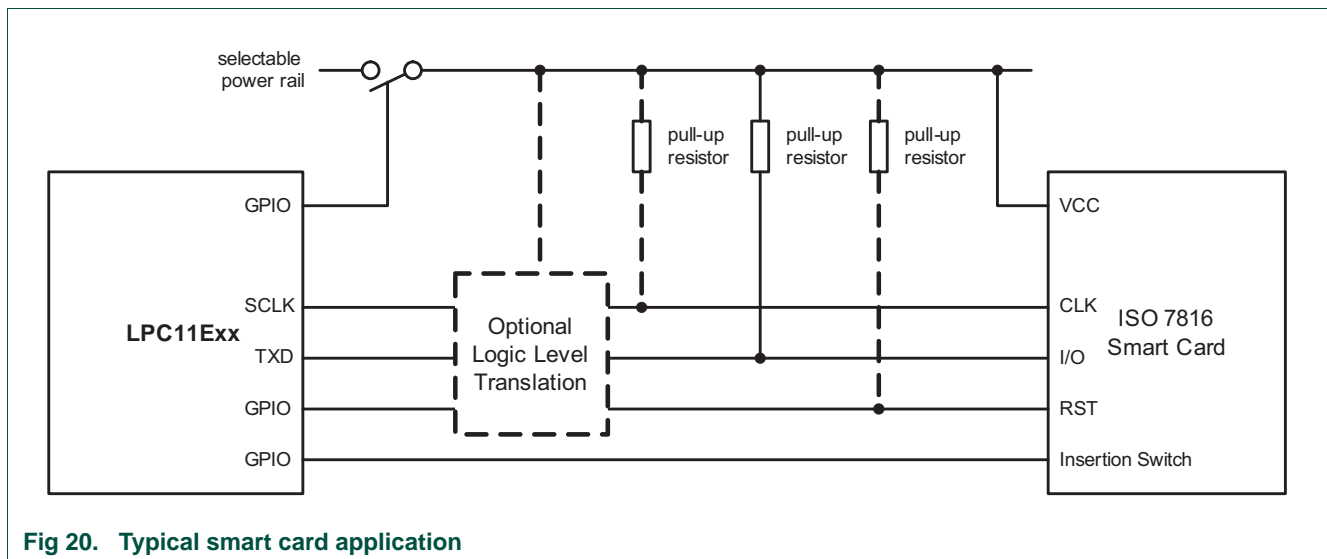 selectable
power rail
pull-up
resistor
pull-up
resistor
pull-up
resistor
LPC11Exx
GPIO
SCLK
TXD
GPIO
GPIO
Optional
Logic Level
Translation
VCC
CLK
I/O
RST
Insertion Switch
ISO 7816
Smart Card
Fig 20. Typical smart card application